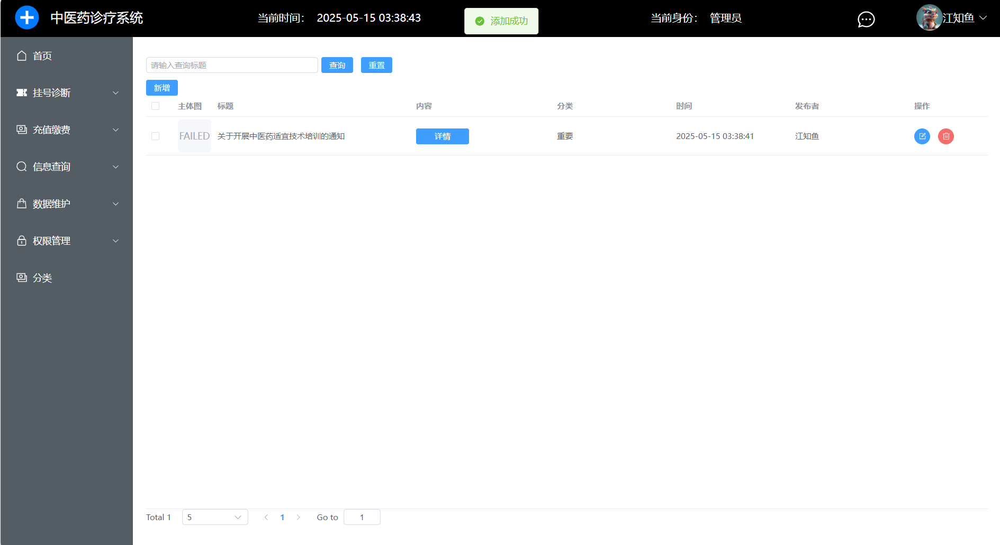 中医药诊疗系统
当前时间： 2025-05-15 03:38:43
添加成功
当前身份： 管理员
江知鱼
首页
挂号诊断
充值缴费
信息查询
数据维护
权限管理
分类
请输入查询标题 查询 重置
新增
主体图 标题 内容 分类 时间 发布者 操作
FAILED 关于开展中医药适宜技术培训的通知 详情 重要 2025-05-15 03:38:41 江知鱼
Total 1 5 1 Go to 1